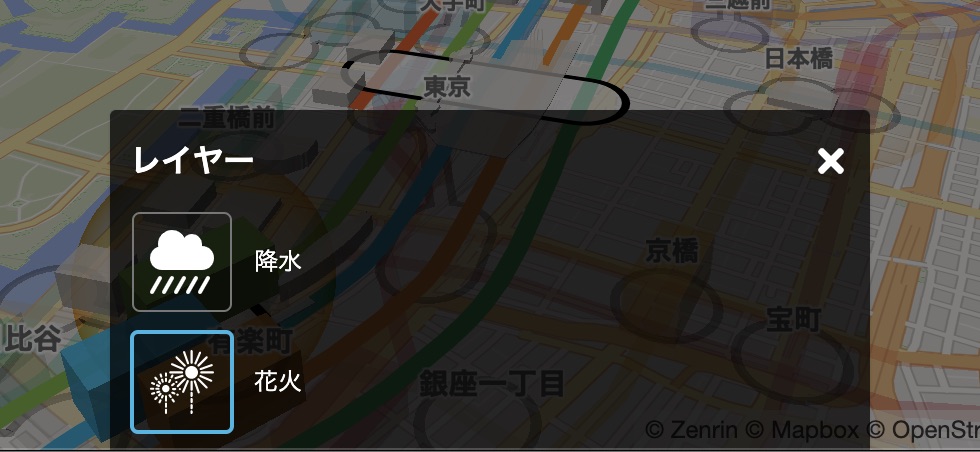 大手町
三越前
日本橋
東京
二重橋前
レイヤー
京橋
降水
宝町
比谷
有楽町
花火
銀座一丁目
© Zenrin © Mapbox © OpenStr